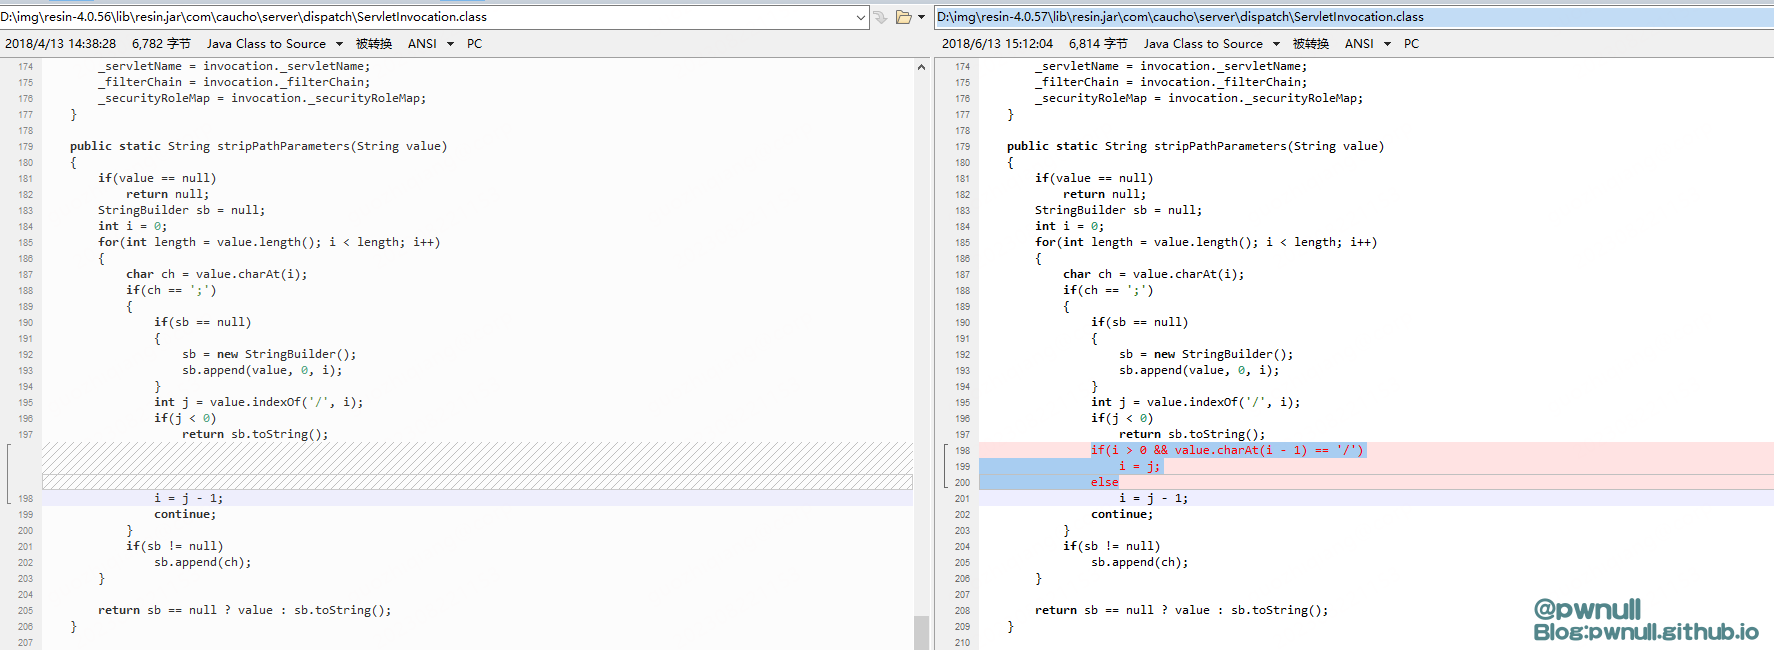 D:\img\resin-4.0.56\lib\resin.jar\com\caucho\server\dispatch\ServletInvocation.class
2018/4/13 14:38:28 6,782 字节 Java Class to Source 被转换 ANSI PC
174 _servletName = invocation._servletName;
175 _filterChain = invocation._filterChain;
176 _securityRoleMap = invocation._securityRoleMap;
177 }
178
179 public static String stripPathParameters(String value)
180 {
181 if(value == null)
182 return null;
183 StringBuilder sb = null;
184 int i = 0;
185 for(int length = value.length(); i < length; i++)
186 {
187 char ch = value.charAt(i);
188 if(ch == ';')
189 {
190 if(sb == null)
191 {
192 sb = new StringBuilder();
193 sb.append(value, 0, i);
194 }
195 int j = value.indexOf('/', i);
196 if(j < 0)
197 return sb.toString();
198 i = j - 1;
199 continue;
200 }
201 if(sb != null)
202 sb.append(ch);
203 }
204
205 return sb == null ? value : sb.toString();
206 }
207
D:\img\resin-4.0.57\lib\resin.jar\com\caucho\server\dispatch\ServletInvocation.class
2018/6/13 15:12:04 6,814 字节 Java Class to Source 被转换 ANSI PC
174 _servletName = invocation._servletName;
175 _filterChain = invocation._filterChain;
176 _securityRoleMap = invocation._securityRoleMap;
177 }
178
179 public static String stripPathParameters(String value)
180 {
181 if(value == null)
182 return null;
183 StringBuilder sb = null;
184 int i = 0;
185 for(int length = value.length(); i < length; i++)
186 {
187 char ch = value.charAt(i);
188 if(ch == ';')
189 {
190 if(sb == null)
191 {
192 sb = new StringBuilder();
193 sb.append(value, 0, i);
194 }
195 int j = value.indexOf('/', i);
196 if(j < 0)
197 return sb.toString();
198 if(i > 0 && value.charAt(i - 1) == '/')
199 i = j;
200 else
201 i = j - 1;
202 continue;
203 }
204 if(sb != null)
205 sb.append(ch);
206 }
207
208 return sb == null ? value : sb.toString();
209 }
210
@pwnull
Blog:pwnull.github.io